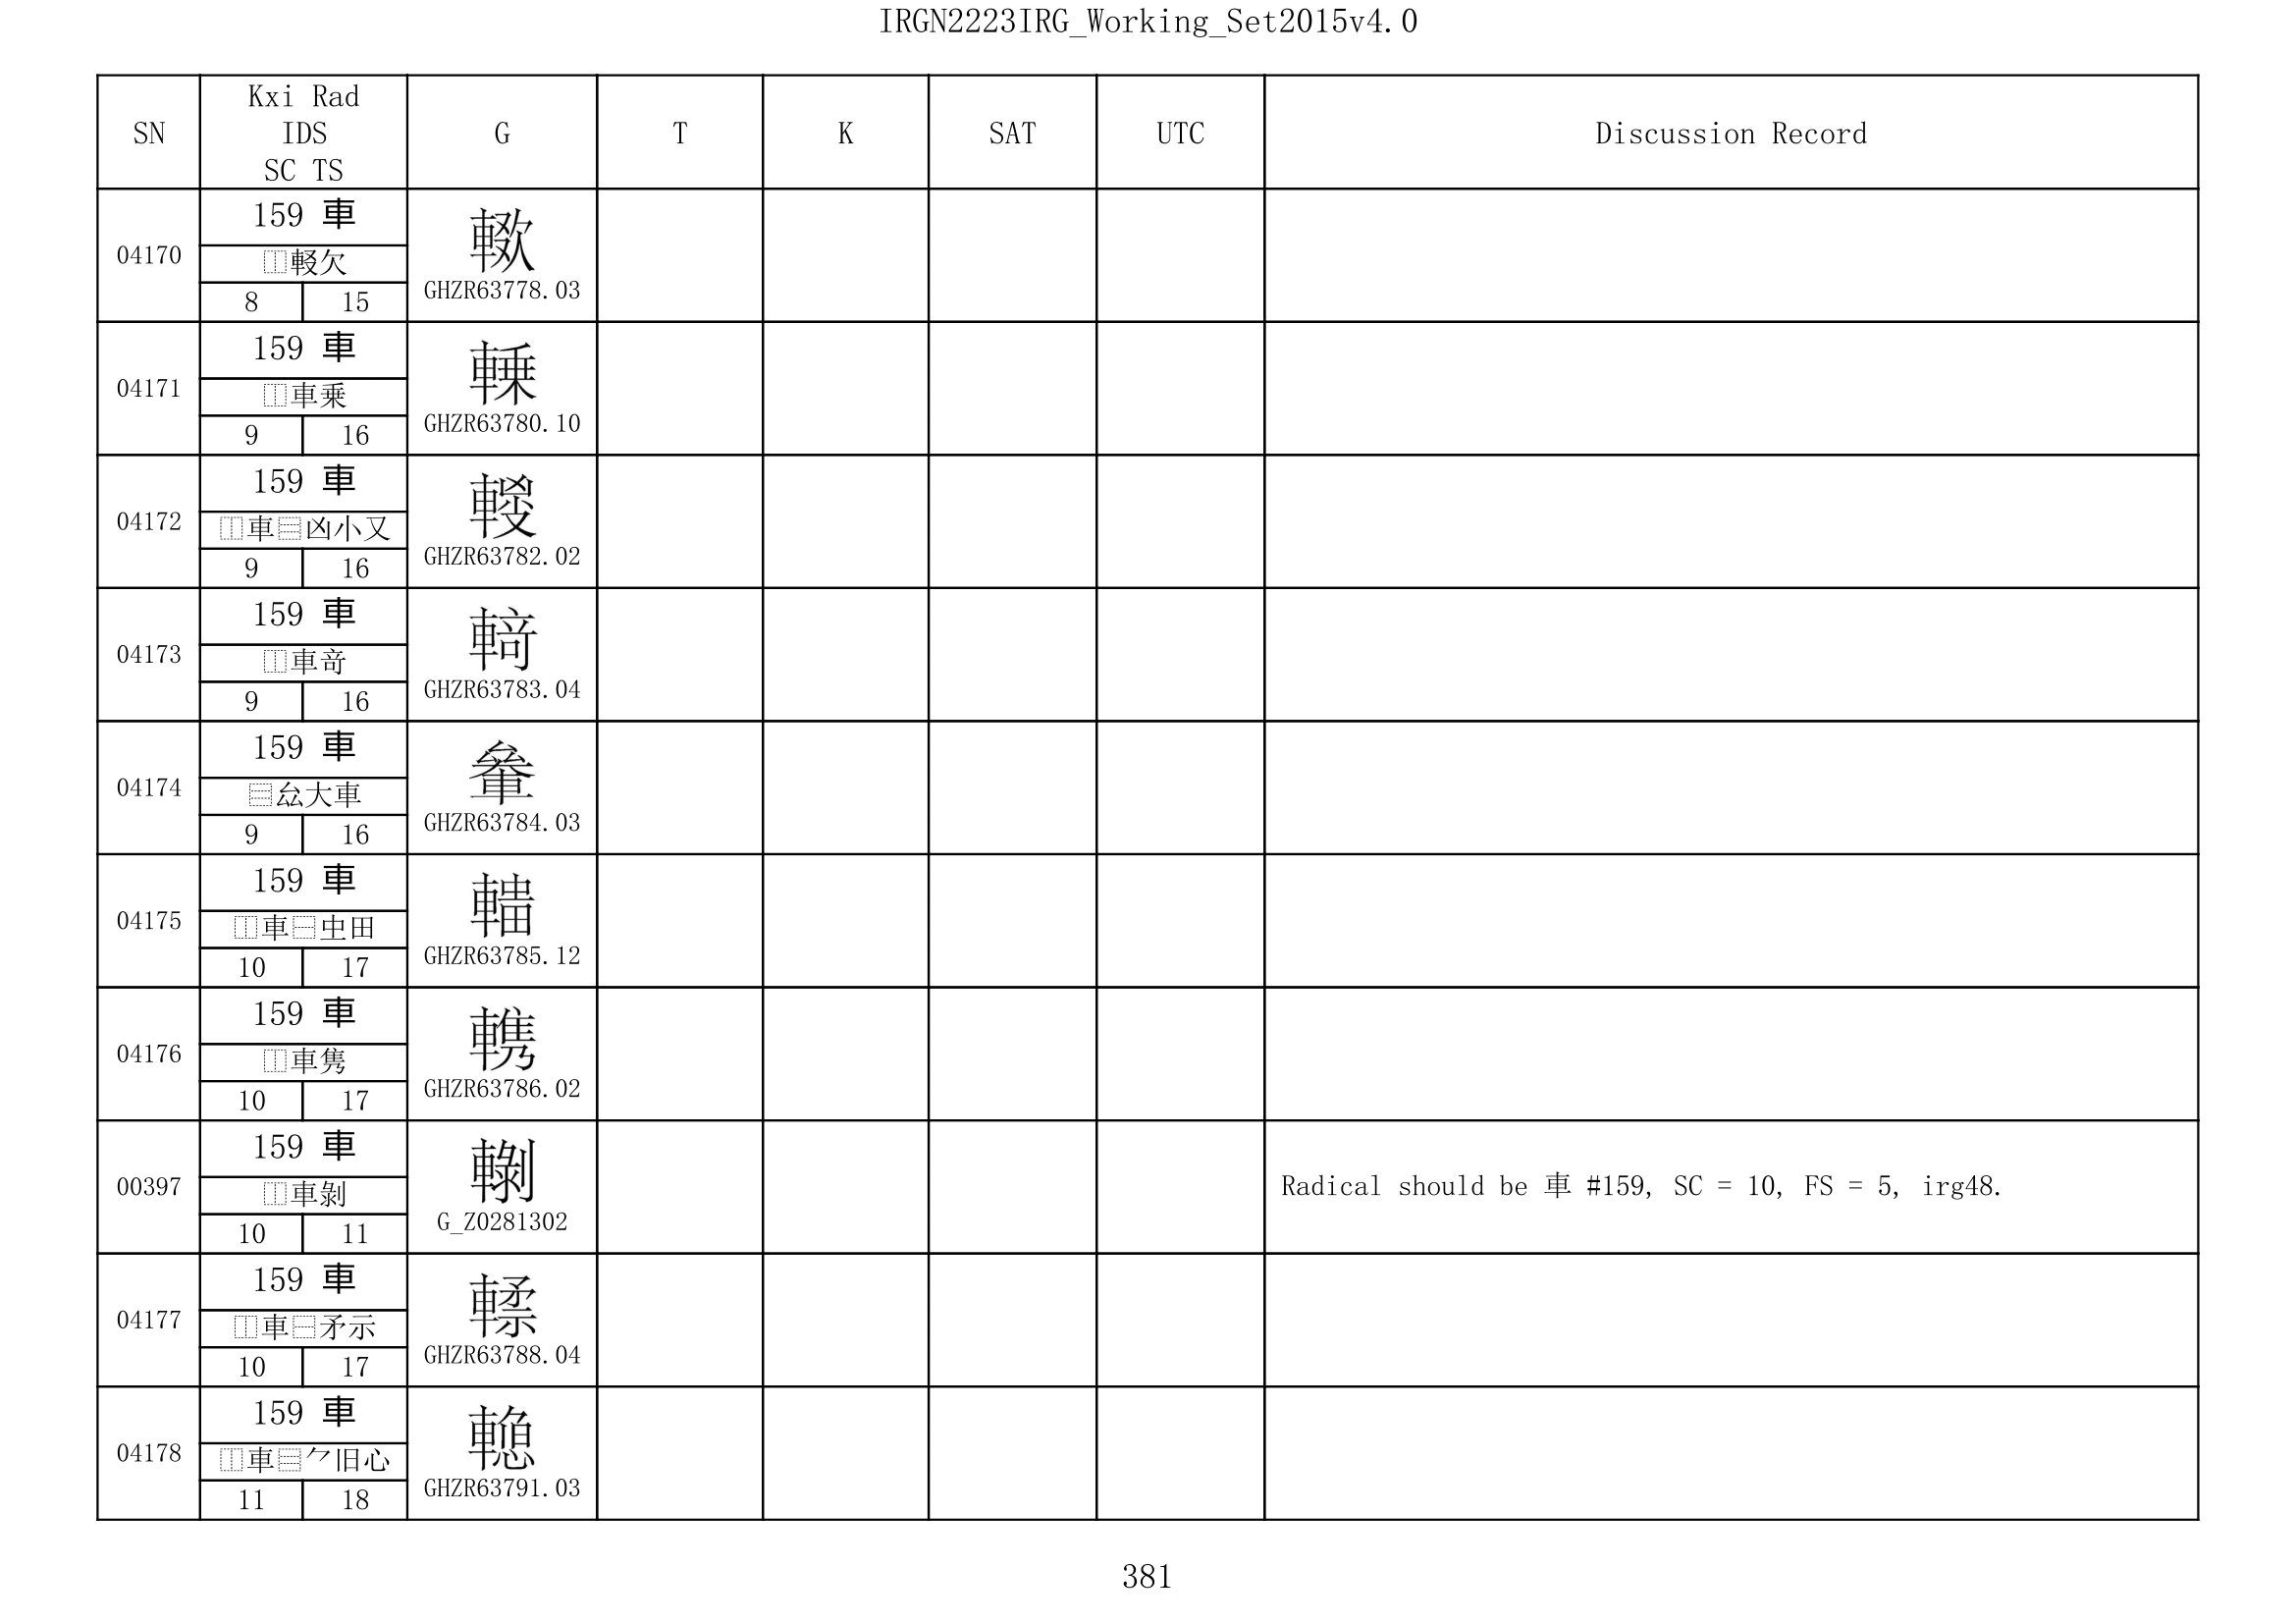 IRGN2223IRG_Working_Set2015v4.0
SN Kxi Rad IDS SC TS G T K SAT UTC Discussion Record
04170
159 車
⿰輕欠
8 15
GHZR63778.03
04171
159 車
⿰車乗
9 16
GHZR63780.10
04172
159 車
⿰車⿳凶小又
9 16
GHZR63782.02
04173
159 車
⿰車竒
9 16
GHZR63783.04
04174
159 車
⿳厽大車
9 16
GHZR63784.03
04175
159 車
⿰車⿱田
10 17
GHZR63785.12
04176
159 車
⿰車隽
10 17
GHZR63786.02
00397
159 車
⿰車剝
10 11
G_Z0281302
Radical should be 車 #159, SC = 10, FS = 5, irg48.
04177
159 車
⿰車⿱矛示
10 17
GHZR63788.04
04178
159 車
⿰車⿳⺈旧心
11 18
GHZR63791.03
381